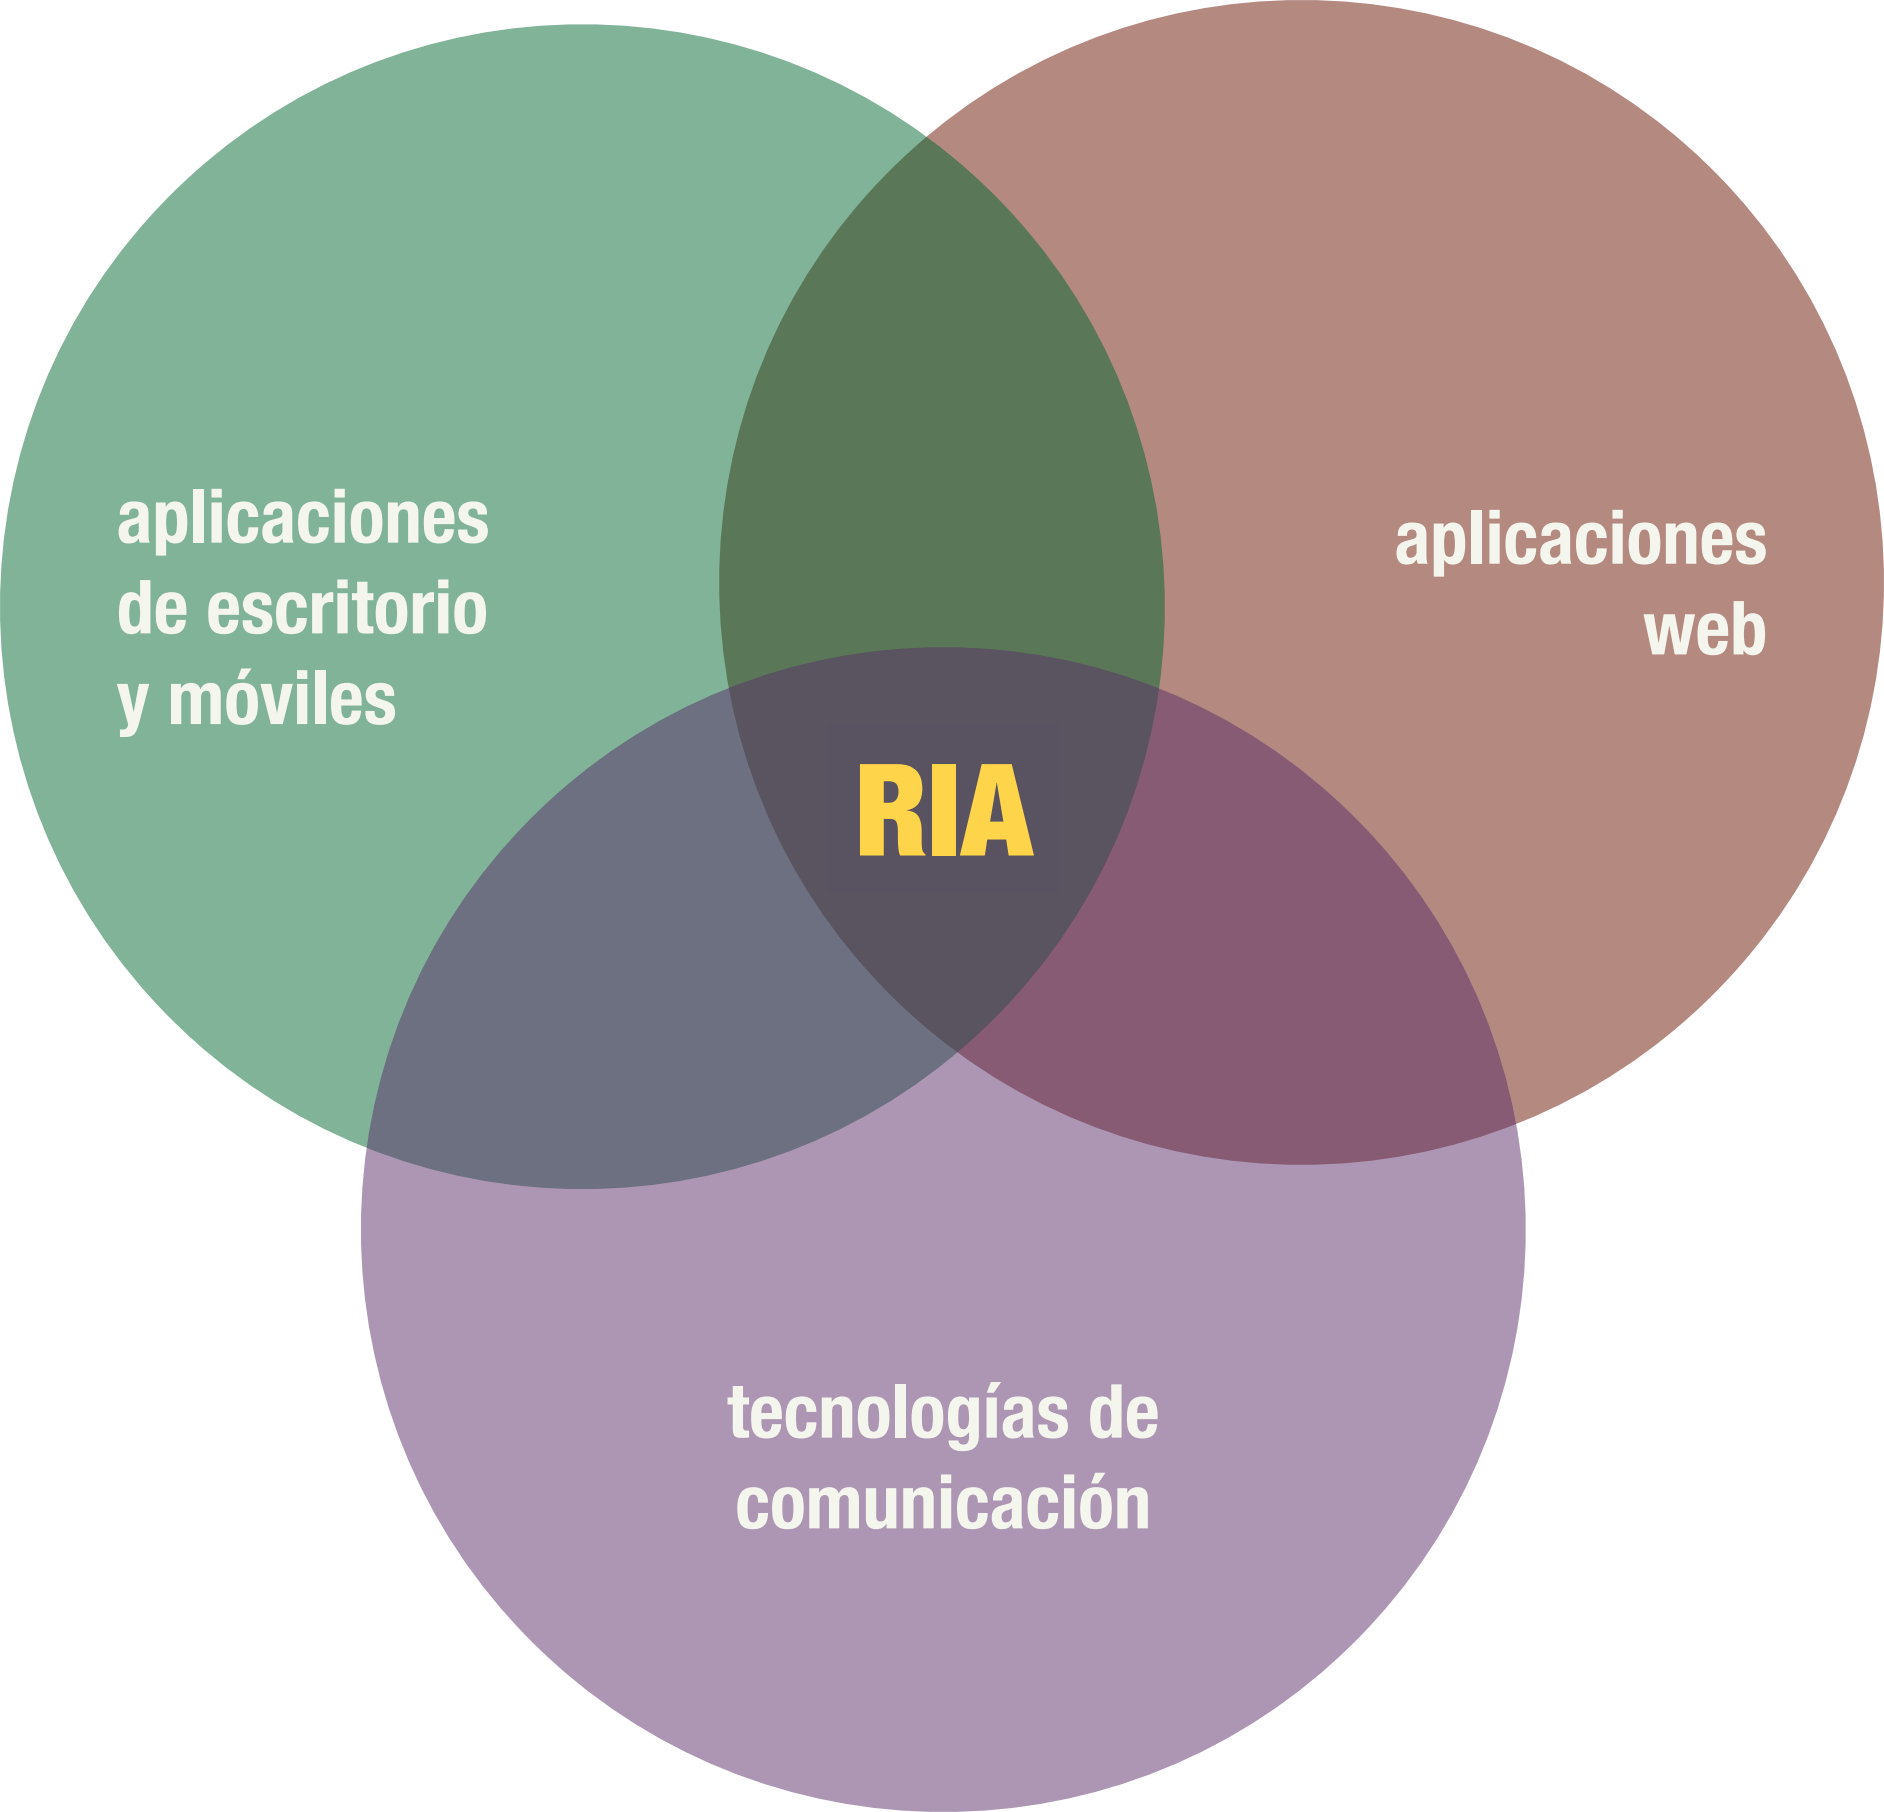 aplicaciones
de escritorio
y móviles
aplicaciones
web
RIA
tecnologías de
comunicación